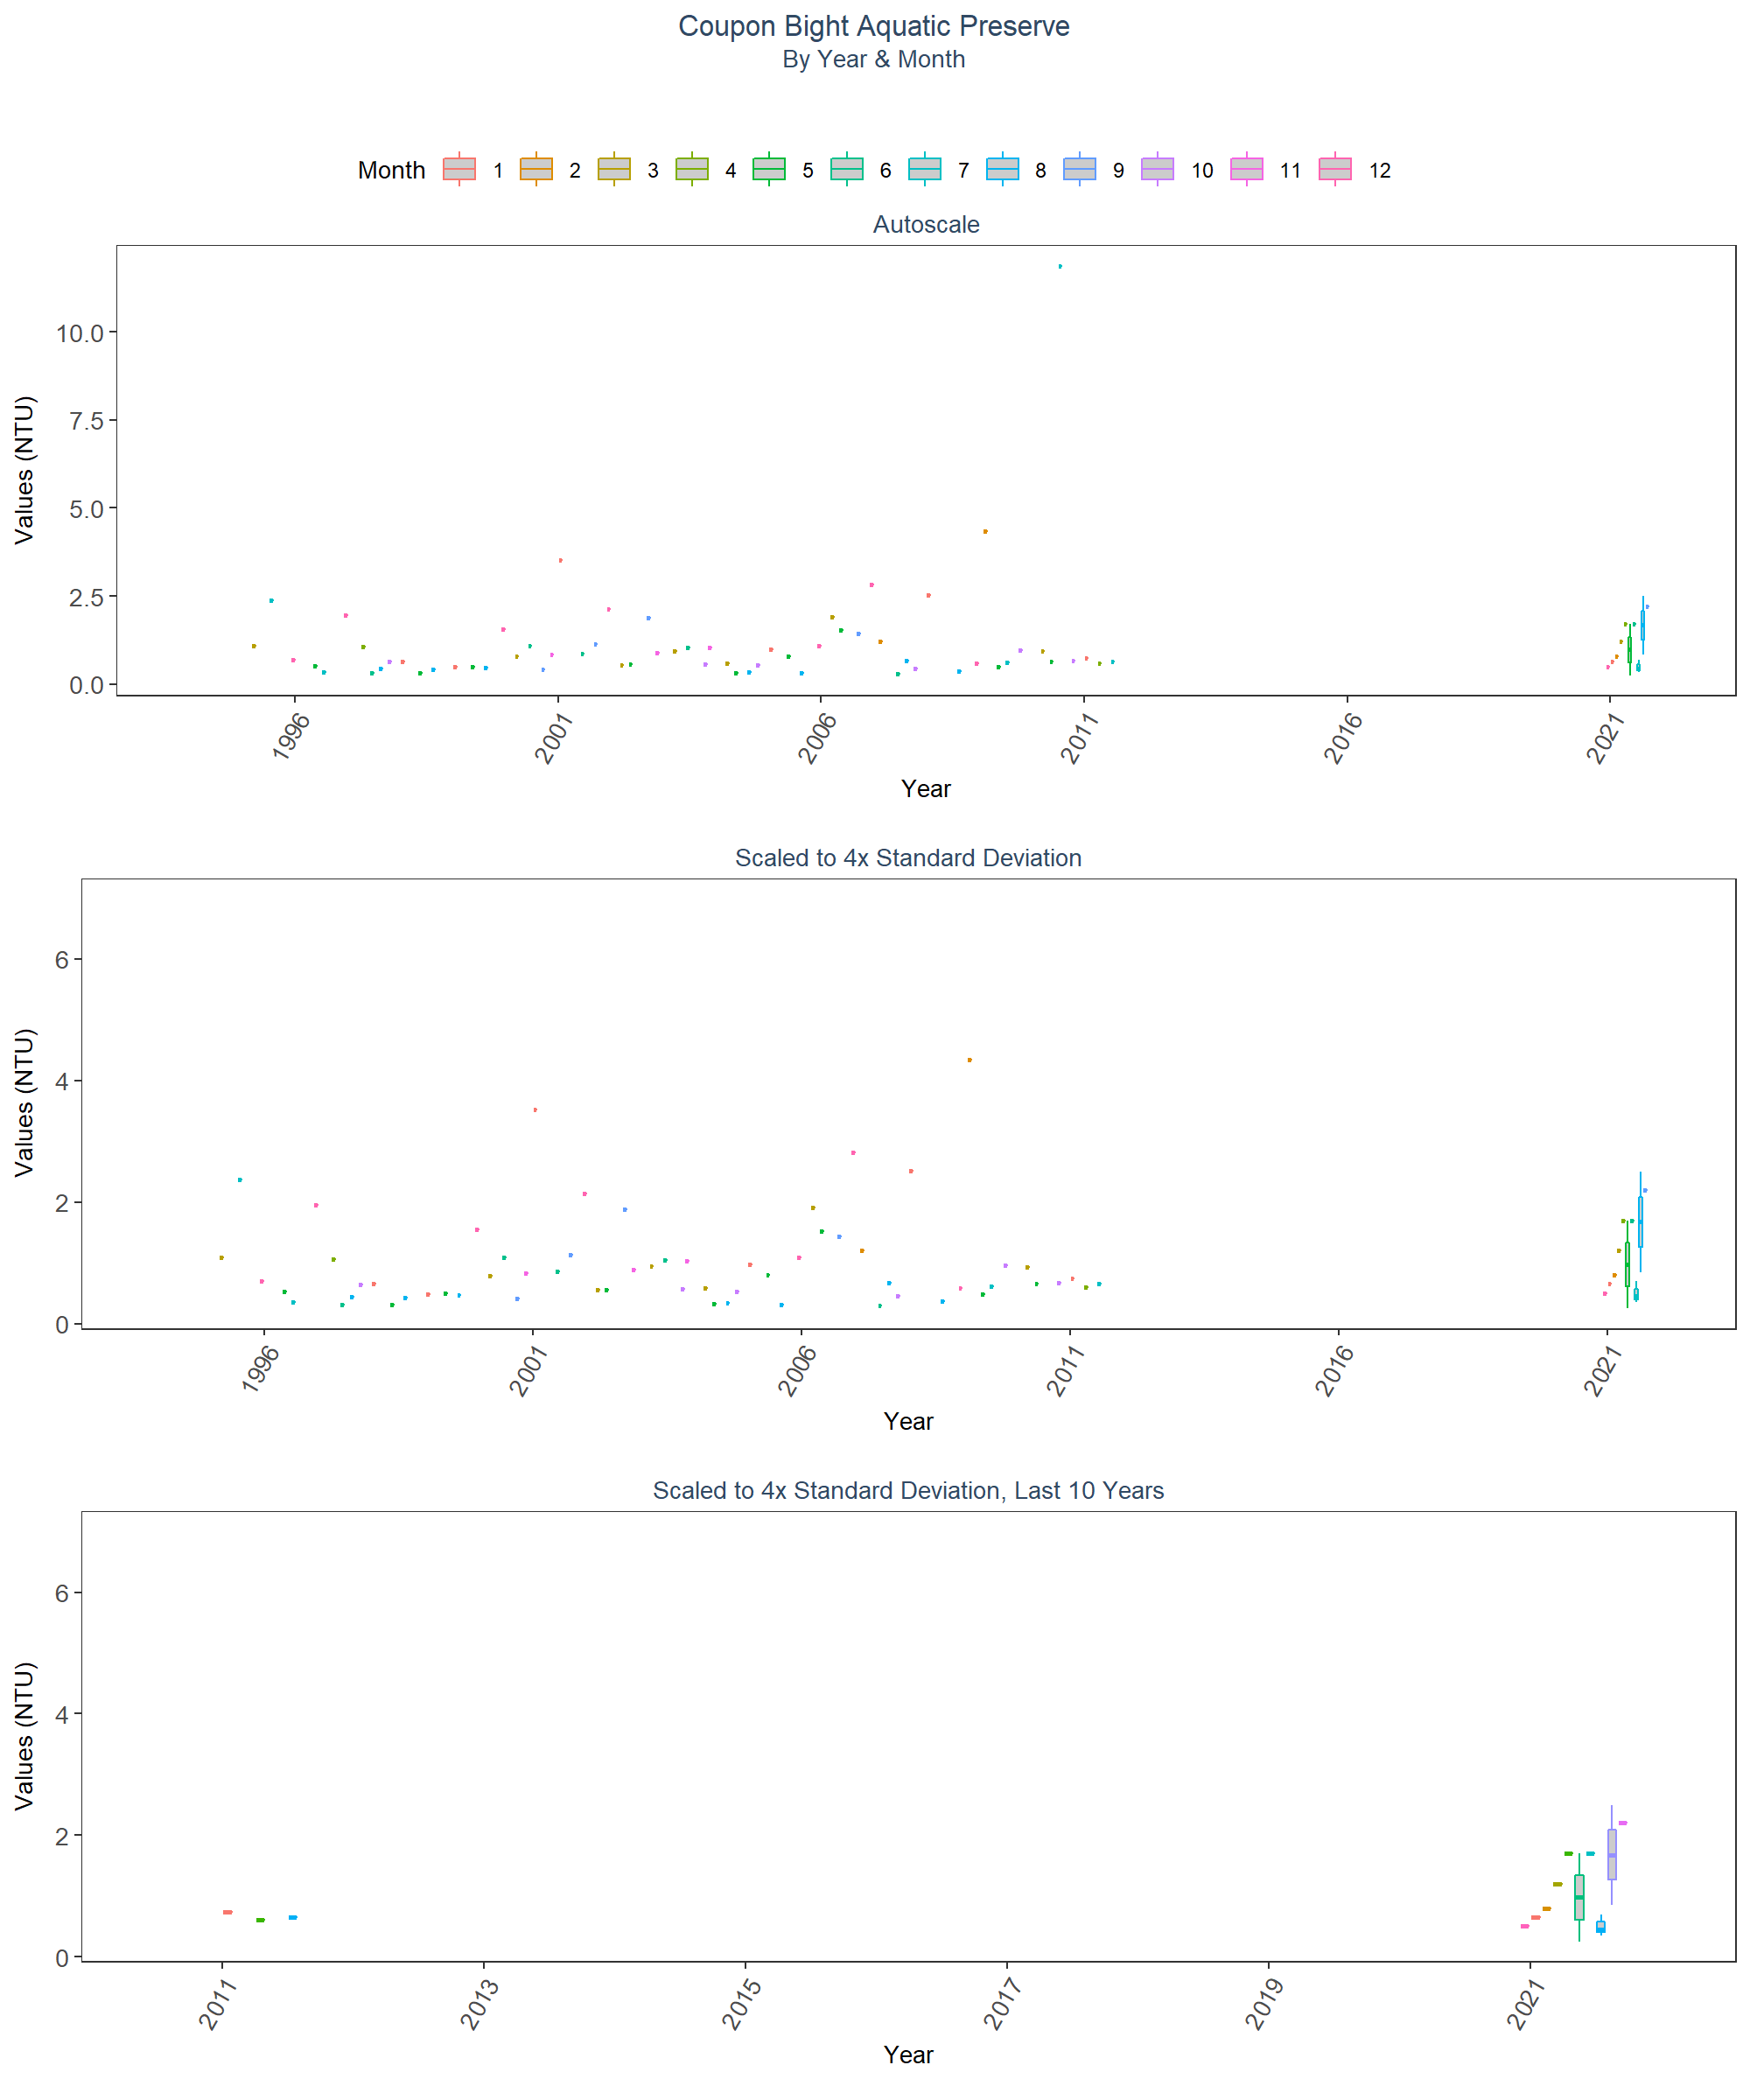 Coupon Bight Aquatic Preserve
By Year & Month
Month 1 2 3 4 5 6 7 8 9 10 11 12
Autoscale
Values (NTU)
10.0
7.5
5.0
2.5
0.0
1996 2001 2006 2011 2016 2021
Year
Scaled to 4x Standard Deviation
Values (NTU)
6
4
2
0
1996 2001 2006 2011 2016 2021
Year
Scaled to 4x Standard Deviation, Last 10 Years
Values (NTU)
6
4
2
0
2011 2013 2015 2017 2019 2021
Year